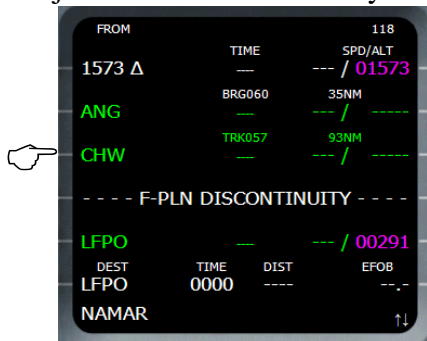 FROM 118
TIME SPD/ALT
1573 Δ ---- --- / 01573
BRG060 35NM
ANG ---- --- / -----
TRK057 93NM
CHW ---- --- / -----
- - - - F-PLN DISCONTINUITY - - - -
LFPO ---- --- / 00291
DEST TIME DIST EFOB
LFPO 0000 ---- --.-
NAMAR ↑↓